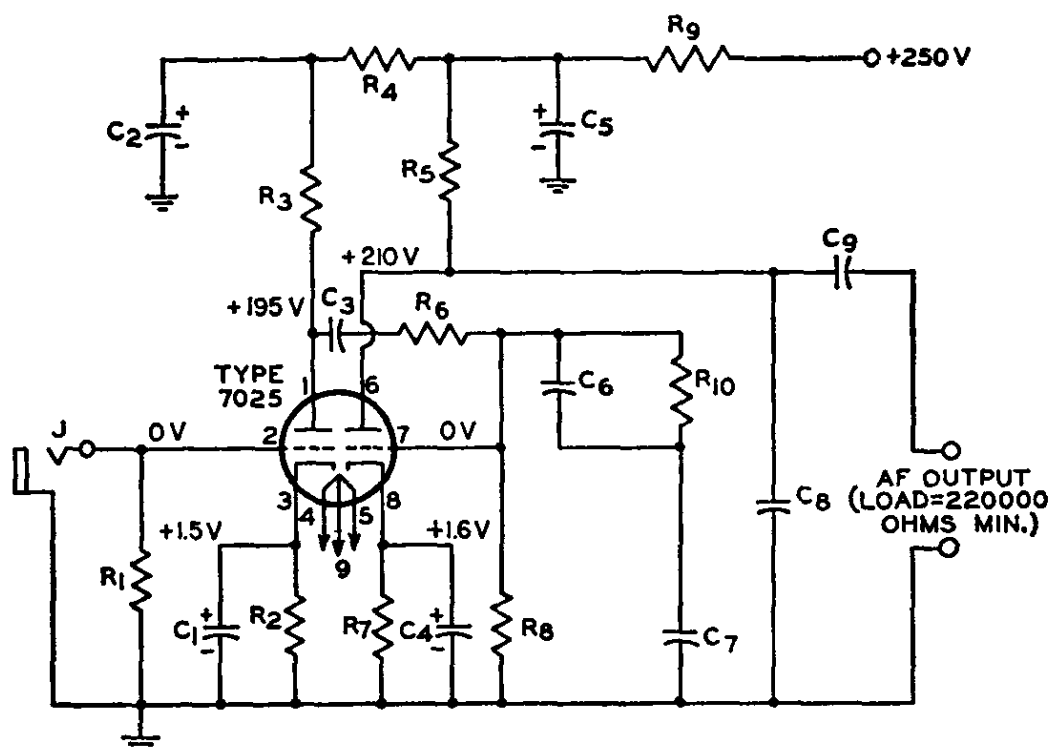 R9
+250V
R4
C2
+
-
+
-
C5
R3
R5
+210V
C9
+195V
C3
R6
TYPE
7025
1
6
C6
R10
J
0V
2
7
0V
3
4
5
8
9
+1.5V
+1.6V
C8
AF OUTPUT
(LOAD=220000
OHMS MIN.)
R1
C1
+
-
R2
R7
C4
+
-
R8
C7